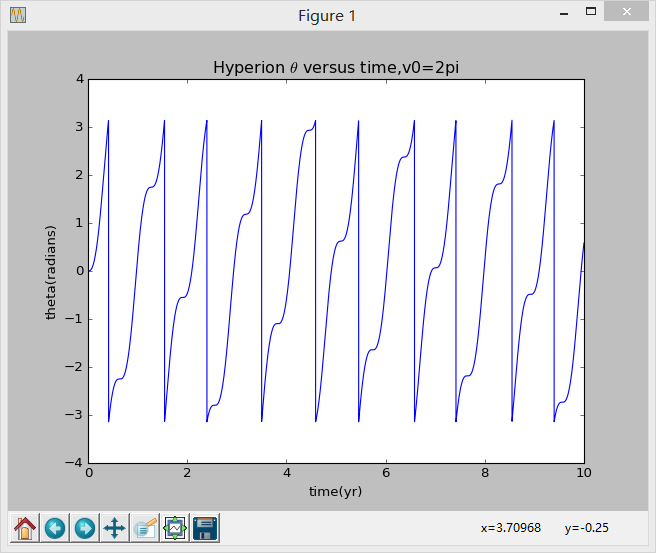 Figure 1
Hyperion θ versus time,v0=2pi
4
3
2
1
0
−1
−2
−3
−4
theta(radians)
0 2 4 6 8 10
time(yr)
x=3.70968 y=-0.25